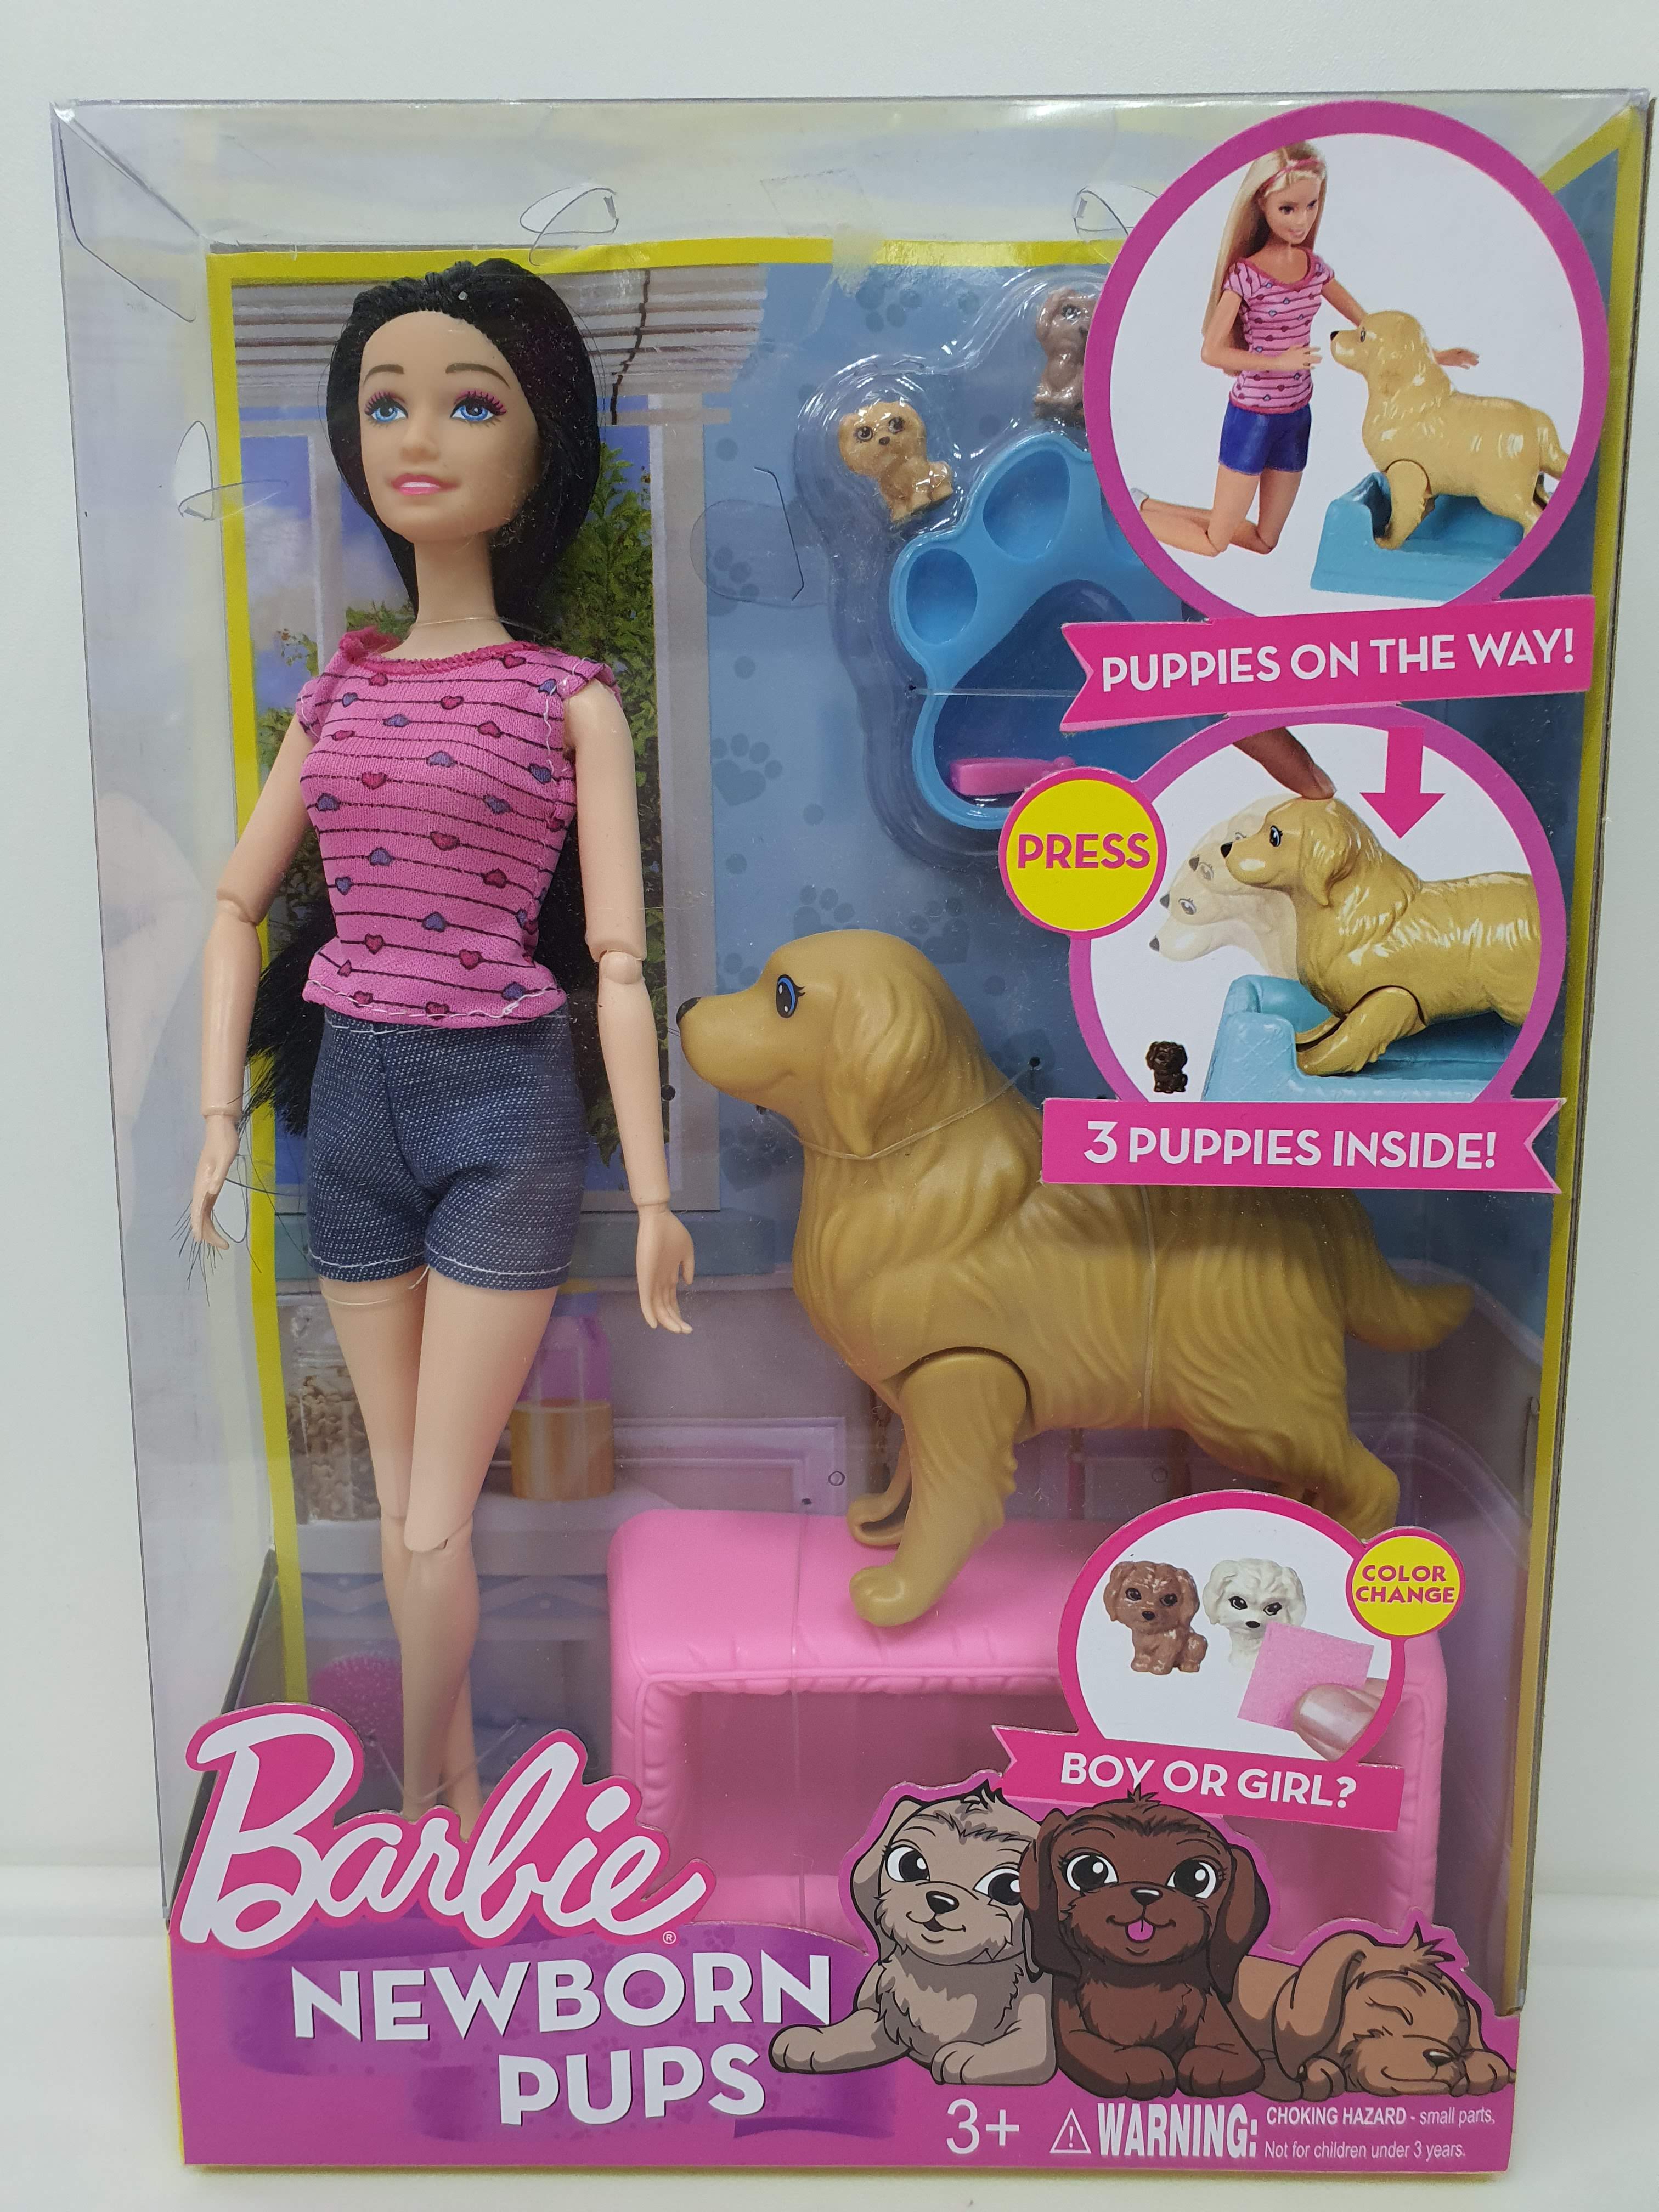 PUPPIES ON THE WAY!
PRESS
3 PUPPIES INSIDE!
COLOR
CHANGE
BOY OR GIRL?
Barbie®
NEWBORN
PUPS
3+ ⚠ WARNING: CHOKING HAZARD - small parts,
Not for children under 3 years.